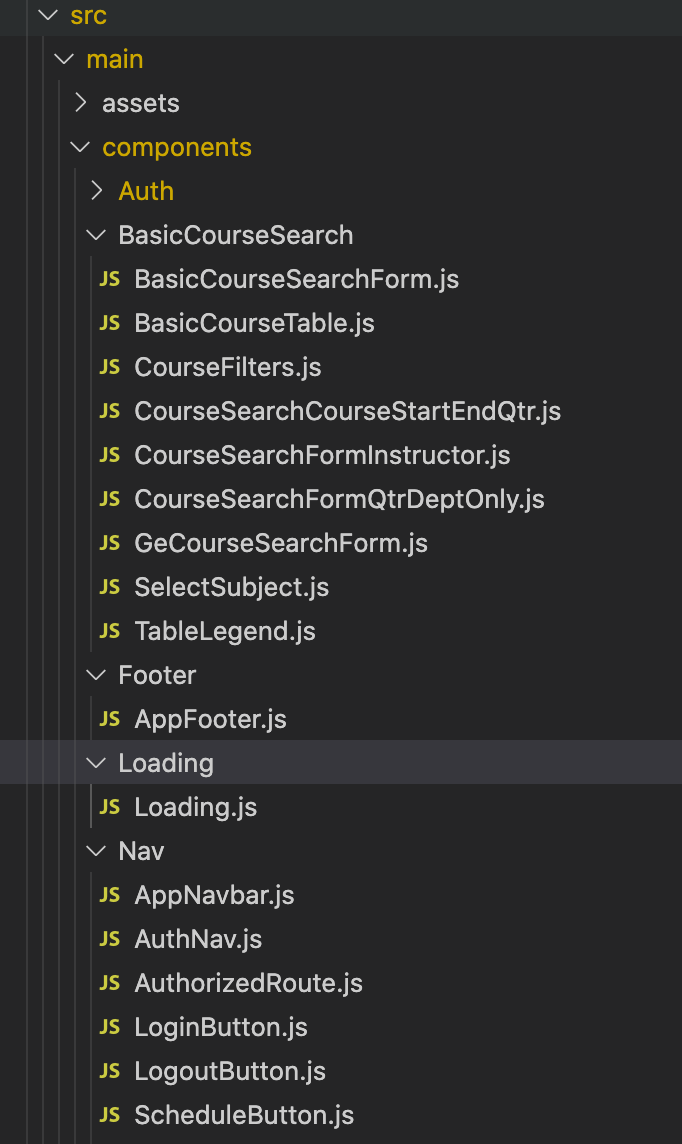 src
main
assets
components
Auth
BasicCourseSearch
JS BasicCourseSearchForm.js
JS BasicCourseTable.js
JS CourseFilters.js
JS CourseSearchCourseStartEndQtr.js
JS CourseSearchFormInstructor.js
JS CourseSearchFormQtrDeptOnly.js
JS GeCourseSearchForm.js
JS SelectSubject.js
JS TableLegend.js
Footer
JS AppFooter.js
Loading
JS Loading.js
Nav
JS AppNavbar.js
JS AuthNav.js
JS AuthorizedRoute.js
JS LoginButton.js
JS LogoutButton.js
JS ScheduleButton.js